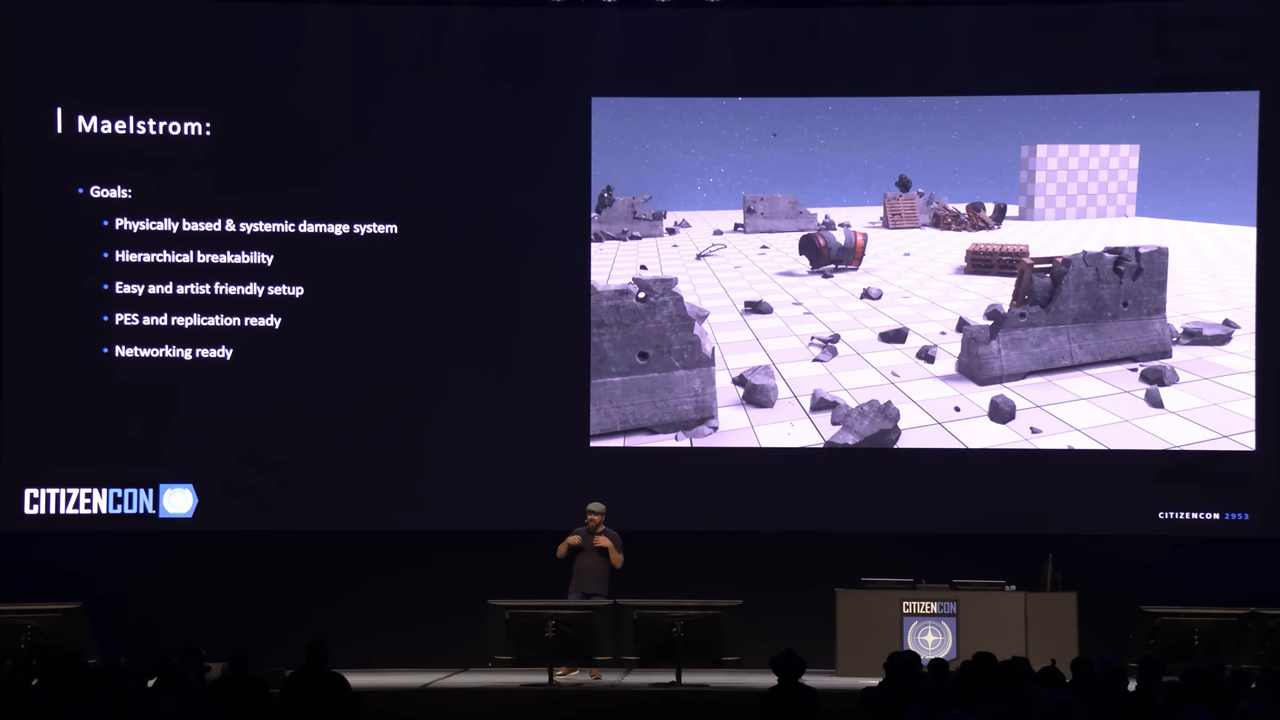 Maelstrom:
• Goals:
• Physically based & systemic damage system
• Hierarchical breakability
• Easy and artist friendly setup
• PES and replication ready
• Networking ready
CITIZENCON
CITIZENCON 2953
CITIZENCON